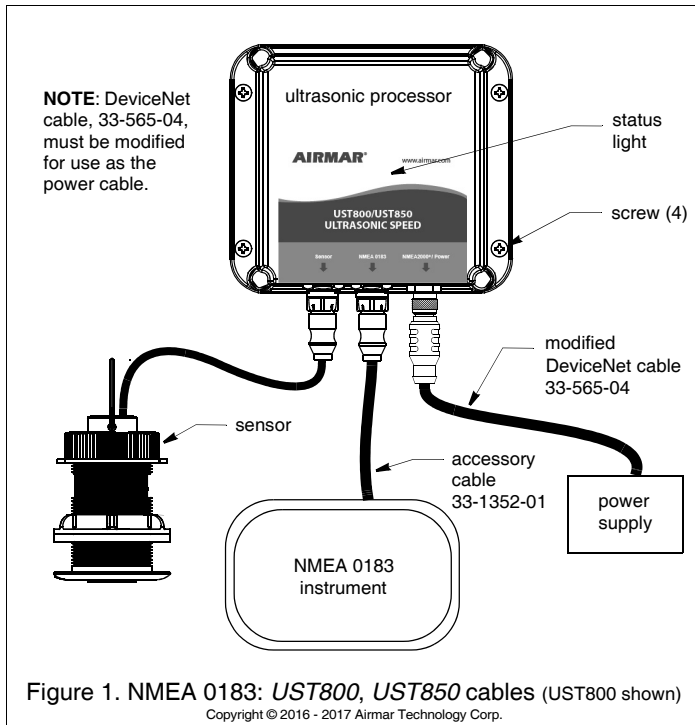 NOTE: DeviceNet
cable, 33-565-04,
must be modified
for use as the
power cable.
ultrasonic processor
status
light
AIRMAR®
www.airmar.com
UST800/UST850
ULTRASONIC SPEED
screw (4)
Sensor
NMEA 0183
NMEA2000®/ Power
modified
DeviceNet cable
33-565-04
sensor
accessory
cable
33-1352-01
power
supply
NMEA 0183
instrument
Figure 1. NMEA 0183: UST800, UST850 cables (UST800 shown)
Copyright © 2016 - 2017 Airmar Technology Corp.